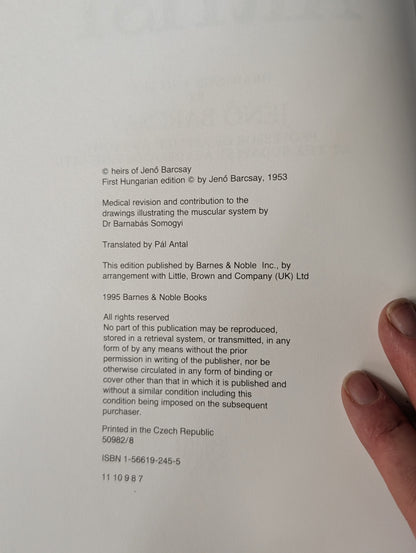 © heirs of Jenó Barcsay
First Hungarian edition © by Jenó Barcsay, 1953
Medical revision and contribution to the
drawings illustrating the muscular system by
Dr Barnabás Somogyi
Translated by Pál Antal
This edition published by Barnes & Noble Inc., by
arrangement with Little, Brown and Company (UK) Ltd
1995 Barnes & Noble Books
All rights reserved
No part of this publication may be reproduced,
stored in a retrieval system, or transmitted, in any
form of by any means without the prior
permission in writing of the publisher, nor be
otherwise circulated in any form of binding or
cover other than that in which it is published and
without a similar condition including this
condition being imposed on the subsequent
purchaser.
Printed in the Czech Republic
50982/8
ISBN 1-56619-245-5
11 10 9 8 7